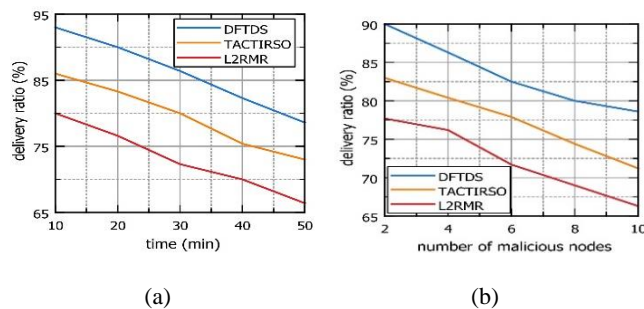 95
85
75
65
delivery ratio (%)
10 20 30 40 50
time (min)
DFTDS
TACTIRSO
L2RMR
(a)
90
85
80
75
70
65
delivery ratio (%)
2 4 6 8 10
number of malicious nodes
DFTDS
TACTIRSO
L2RMR
(b)